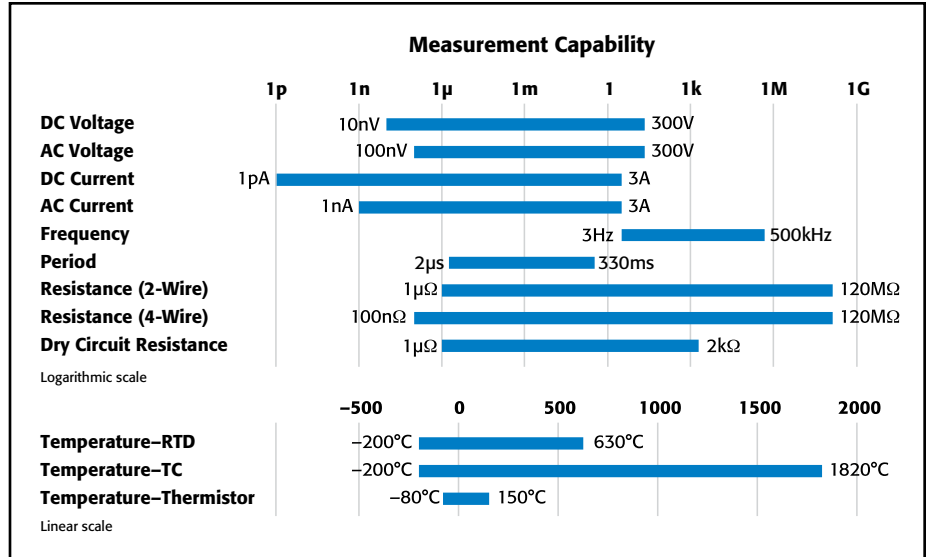 Measurement Capability
1p 1n 1µ 1m 1 1k 1M 1G
DC Voltage 10nV 300V
AC Voltage 100nV 300V
DC Current 1pA 3A
AC Current 1nA 3A
Frequency 3Hz 500kHz
Period 2µs 330ms
Resistance (2-Wire) 1µΩ 120MΩ
Resistance (4-Wire) 100nΩ 120MΩ
Dry Circuit Resistance 1µΩ 2kΩ
Logarithmic scale
–500 0 500 1000 1500 2000
Temperature–RTD –200°C 630°C
Temperature–TC –200°C 1820°C
Temperature–Thermistor –80°C 150°C
Linear scale